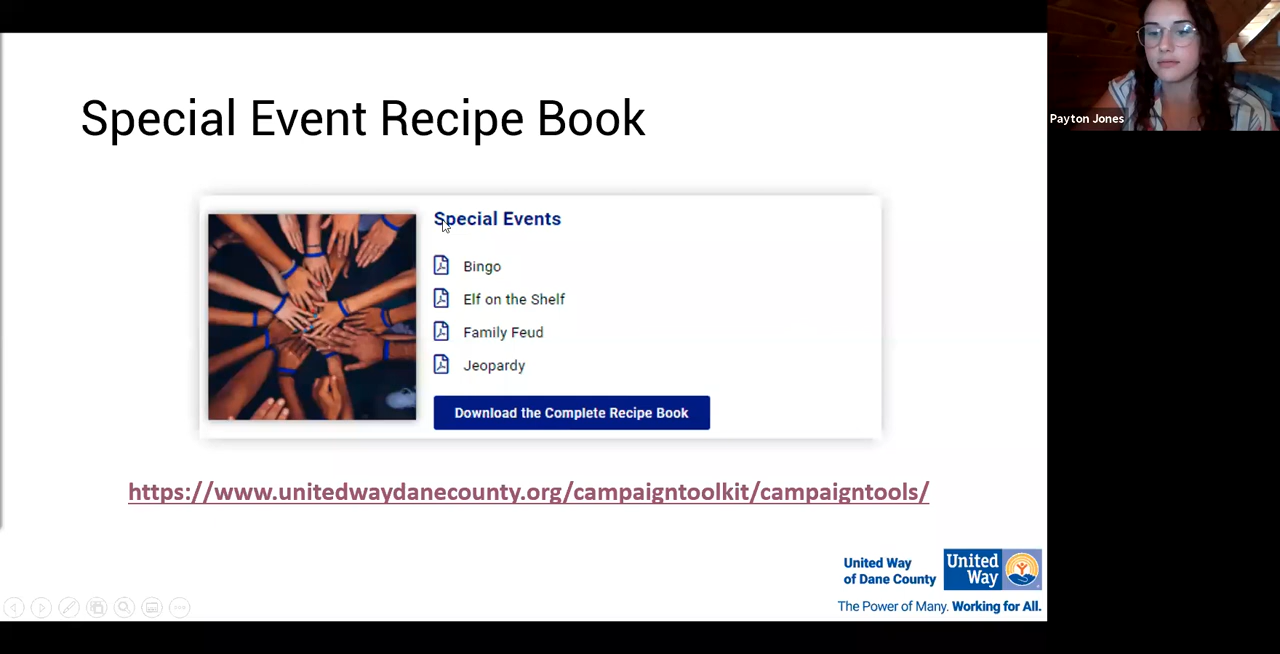 Special Event Recipe Book
Payton Jones
Special Events
Bingo
Elf on the Shelf
Family Feud
Jeopardy
Download the Complete Recipe Book
https://www.unitedwaydanecounty.org/campaigntoolkit/campaigntools/
United Way
of Dane County
United
Way
The Power of Many. Working for All.